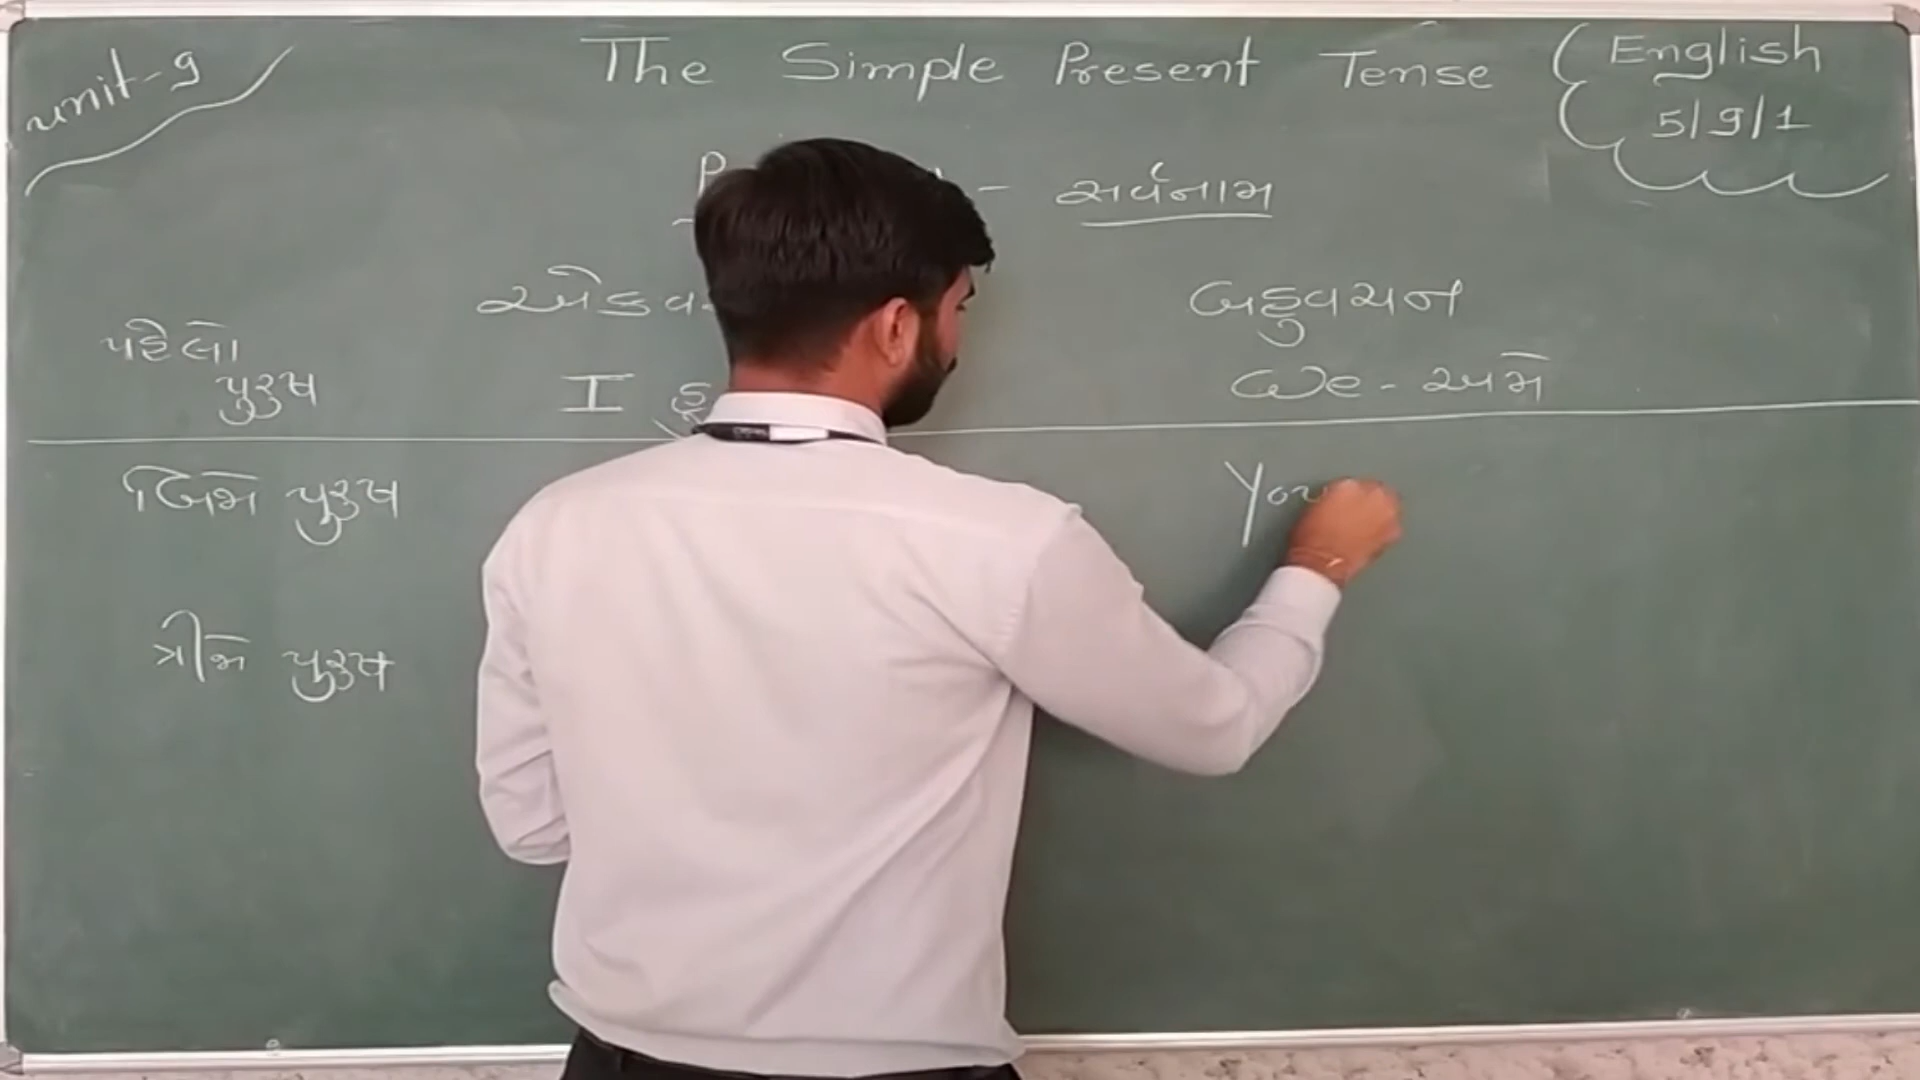 unit-9
The Simple Present Tense
English
5/9/1
- સર્વનામ
બહુવચન
પહેલો
પુરુષ
I હું
We - અમે
બિજો પુરુષ
You
ત્રીજો પુરુષ